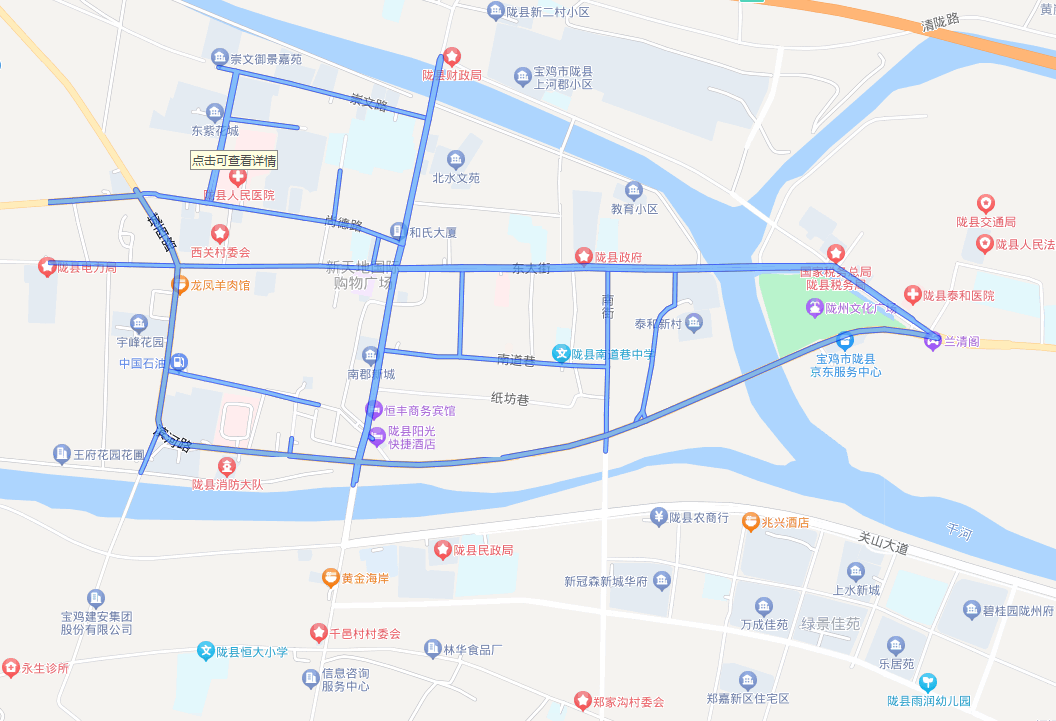 陇县新二村小区
清陇路
崇文御景嘉苑
陇县财政局
宝鸡市陇县
上河郡小区
崇文路
东紫花城
点击可查看详情
北水文苑
陇县人民医院
教育小区
陇县交通局
尚德路
和氏大厦
陇县人民法
西关村委会
陇县电力局
新天地国际
购物广场
东大街
陇县政府
国家税务总局
陇县税务局
龙凤羊肉馆
南街
陇县泰和医院
陇州文化广场
泰和新村
宇峰花园
中国石油
兰清阁
南道巷
陇县南道巷中学
宝鸡市陇县
京东服务中心
南郡新城
纸坊巷
恒丰商务宾馆
陇县阳光
快捷酒店
滨河路
王府花园花圃
陇县消防大队
陇县农商行
兆兴酒店
千河
关山大道
陇县民政局
黄金海岸
新冠森新城华府
上水新城
宝鸡建安集团
股份有限公司
万成佳苑
绿景佳苑
碧桂园陇州府
千邑村村委会
陇县恒大小学
林华食品厂
乐居苑
永生诊所
信息咨询
服务中心
郑家沟村委会
郑嘉新区住宅区
陇县雨润幼儿园